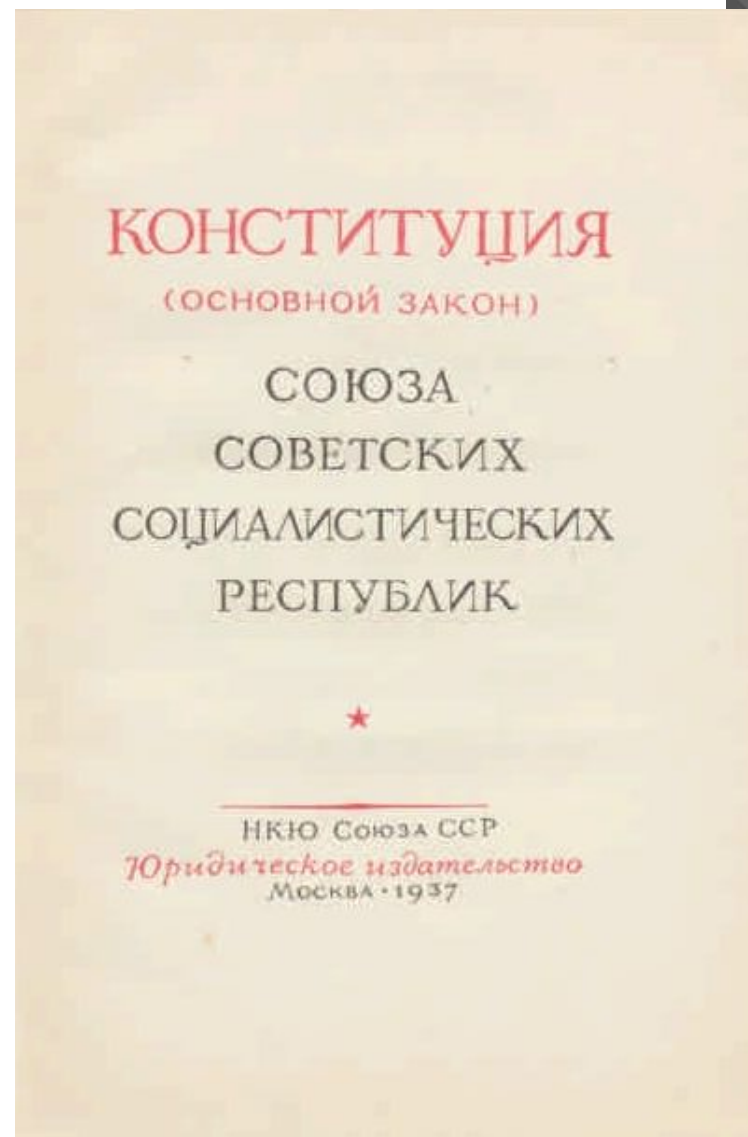 КОНСТИТУЦИЯ
(ОСНОВНОЙ ЗАКОН)
СОЮЗА
СОВЕТСКИХ
СОЦИАЛИСТИЧЕСКИХ
РЕСПУБЛИК
★
НКЮ СОЮЗА ССР
Юридическое издательство
МОСКВА • 1937